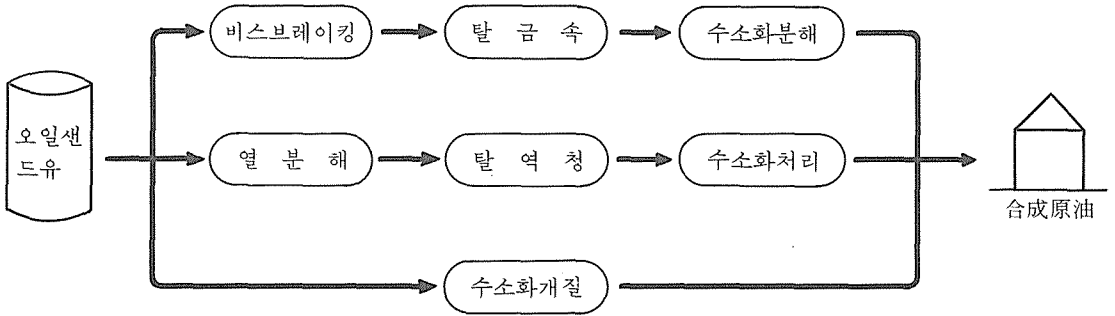 비스브레이킹
탈 금 속
수소화분해
오일샌
드유
열 분 해
탈 역 청
수소화처리
合成原油
수소화개질